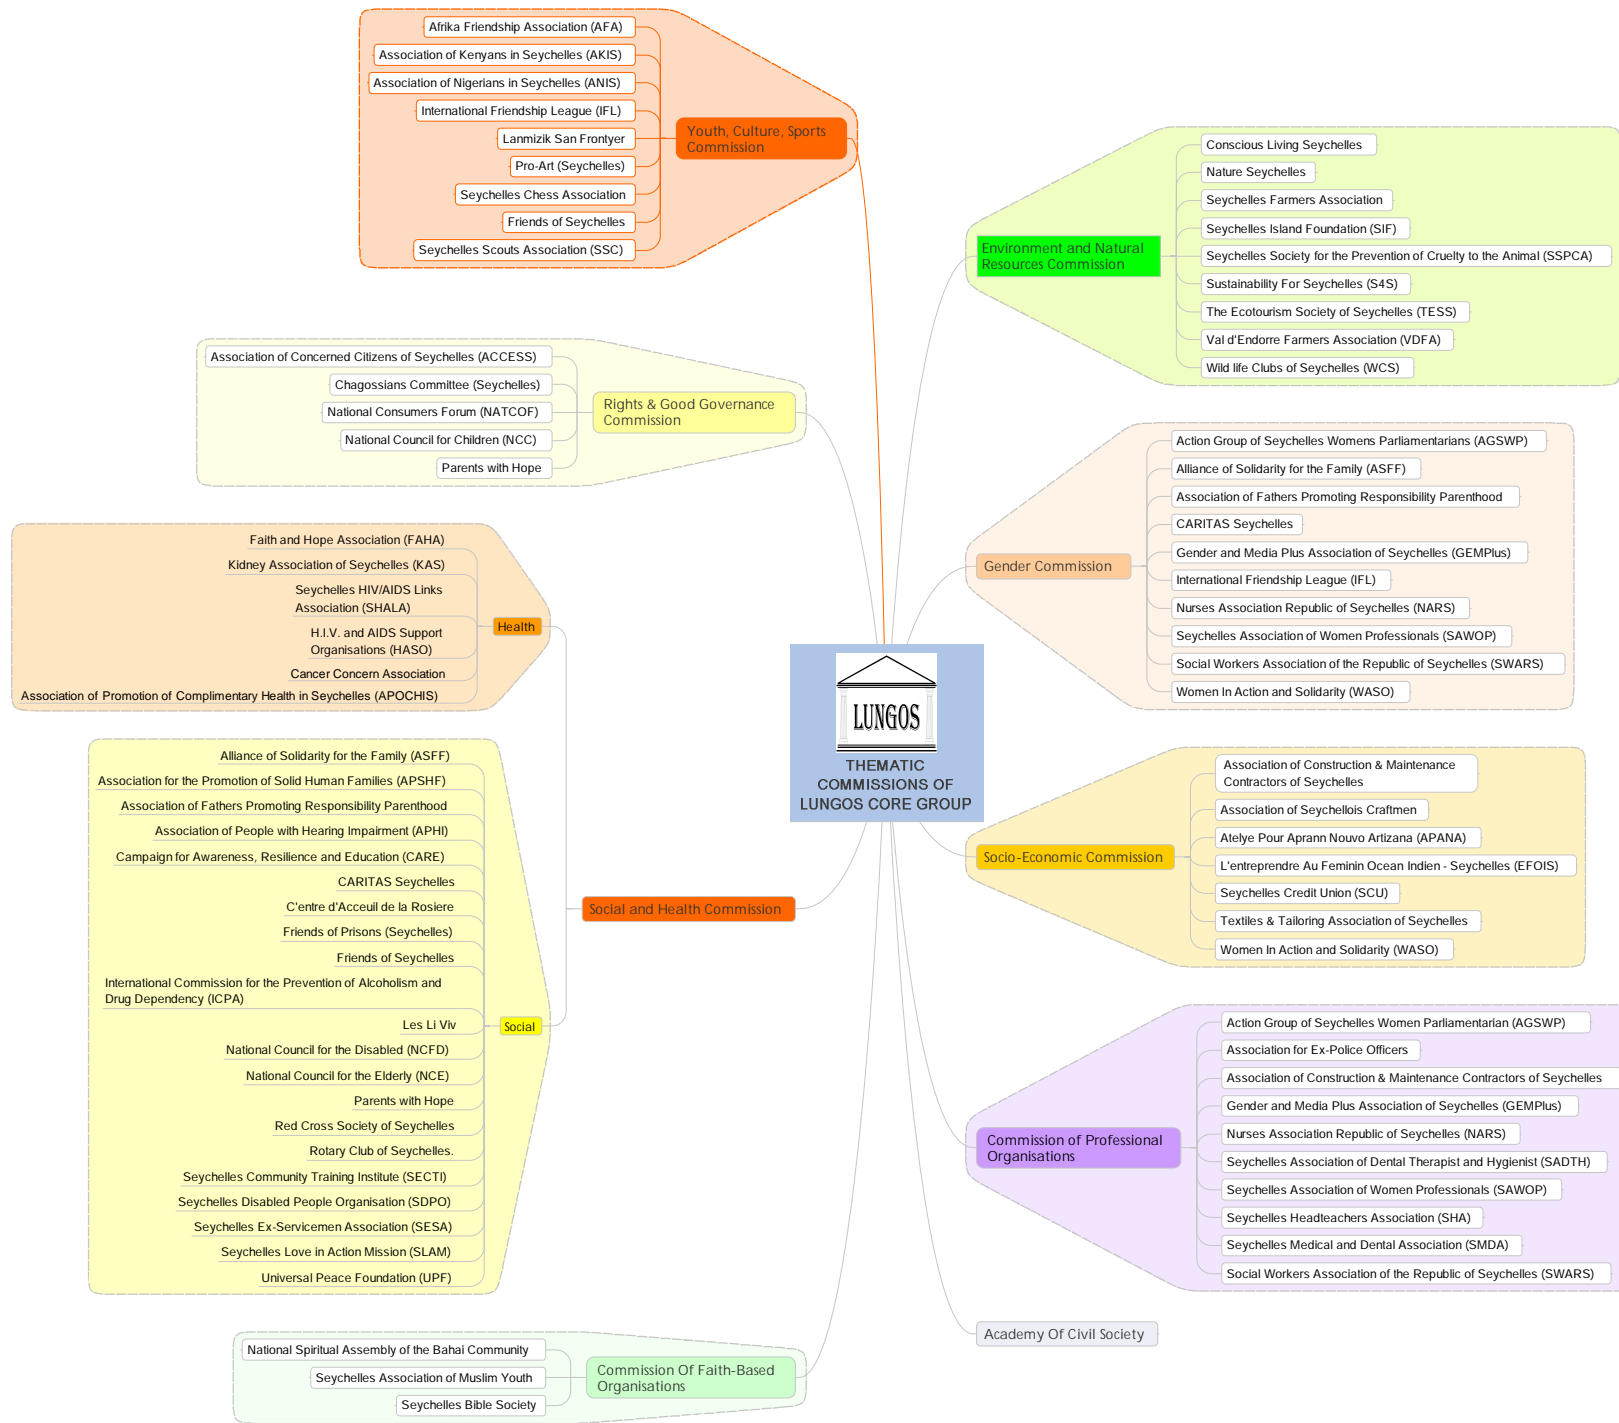 Afrika Friendship Association (AFA)
Association of Kenyans in Seychelles (AKIS)
Association of Nigerians in Seychelles (ANIS)
International Friendship League (IFL)
Lanmizik San Frontyer
Pro-Art (Seychelles)
Seychelles Chess Association
Friends of Seychelles
Seychelles Scouts Association (SSC)
Youth, Culture, Sports
Commission
Association of Concerned Citizens of Seychelles (ACCESS)
Chagossians Committee (Seychelles)
National Consumers Forum (NATCOF)
National Council for Children (NCC)
Parents with Hope
Rights & Good Governance
Commission
Faith and Hope Association (FAHA)
Kidney Association of Seychelles (KAS)
Seychelles HIV/AIDS Links
Association (SHALA)
H.I.V. and AIDS Support
Organisations (HASO)
Cancer Concern Association
Association of Promotion of Complimentary Health in Seychelles (APOCHIS)
Health
Alliance of Solidarity for the Family (ASFF)
Association for the Promotion of Solid Human Families (APSHF)
Association of Fathers Promoting Responsibility Parenthood
Association of People with Hearing Impairment (APHI)
Campaign for Awareness, Resilience and Education (CARE)
CARITAS Seychelles
C'entre d'Acceuil de la Rosiere
Friends of Prisons (Seychelles)
Friends of Seychelles
International Commission for the Prevention of Alcoholism and
Drug Dependency (ICPA)
Les Li Viv
National Council for the Disabled (NCFD)
National Council for the Elderly (NCE)
Parents with Hope
Red Cross Society of Seychelles
Rotary Club of Seychelles.
Seychelles Community Training Institute (SECTI)
Seychelles Disabled People Organisation (SDPO)
Seychelles Ex-Servicemen Association (SESA)
Seychelles Love in Action Mission (SLAM)
Universal Peace Foundation (UPF)
Social
Social and Health Commission
National Spiritual Assembly of the Bahai Community
Seychelles Association of Muslim Youth
Seychelles Bible Society
Commission Of Faith-Based
Organisations
LUNGOS
THEMATIC
COMMISSIONS OF
LUNGOS CORE GROUP
Environment and Natural
Resources Commission
Conscious Living Seychelles
Nature Seychelles
Seychelles Farmers Association
Seychelles Island Foundation (SIF)
Seychelles Society for the Prevention of Cruelty to the Animal (SSPCA)
Sustainability For Seychelles (S4S)
The Ecotourism Society of Seychelles (TESS)
Val d'Endorre Farmers Association (VDFA)
Wild life Clubs of Seychelles (WCS)
Gender Commission
Action Group of Seychelles Womens Parliamentarians (AGSWP)
Alliance of Solidarity for the Family (ASFF)
Association of Fathers Promoting Responsibility Parenthood
CARITAS Seychelles
Gender and Media Plus Association of Seychelles (GEMPlus)
International Friendship League (IFL)
Nurses Association Republic of Seychelles (NARS)
Seychelles Association of Women Professionals (SAWOP)
Social Workers Association of the Republic of Seychelles (SWARS)
Women In Action and Solidarity (WASO)
Socio-Economic Commission
Association of Construction & Maintenance
Contractors of Seychelles
Association of Seychellois Craftmen
Atelye Pour Aprann Nouvo Artizana (APANA)
L'entreprendre Au Feminin Ocean Indien - Seychelles (EFOIS)
Seychelles Credit Union (SCU)
Textiles & Tailoring Association of Seychelles
Women In Action and Solidarity (WASO)
Commission of Professional
Organisations
Action Group of Seychelles Women Parliamentarian (AGSWP)
Association for Ex-Police Officers
Association of Construction & Maintenance Contractors of Seychelles
Gender and Media Plus Association of Seychelles (GEMPlus)
Nurses Association Republic of Seychelles (NARS)
Seychelles Association of Dental Therapist and Hygienist (SADTH)
Seychelles Association of Women Professionals (SAWOP)
Seychelles Headteachers Association (SHA)
Seychelles Medical and Dental Association (SMDA)
Social Workers Association of the Republic of Seychelles (SWARS)
Academy Of Civil Society